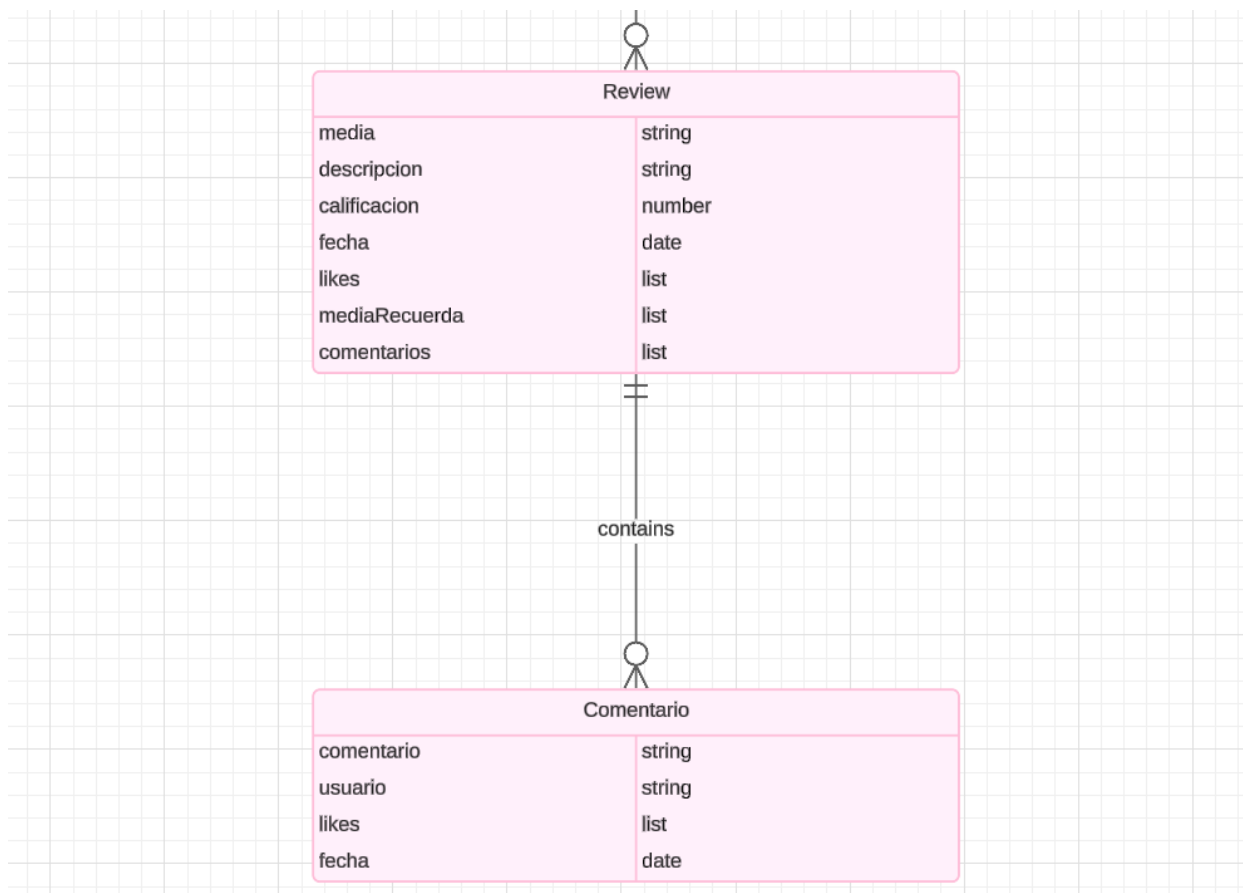 Review
media string
descripcion string
calificacion number
fecha date
likes list
mediaRecuerda list
comentarios list
contains
Comentario
comentario string
usuario string
likes list
fecha date